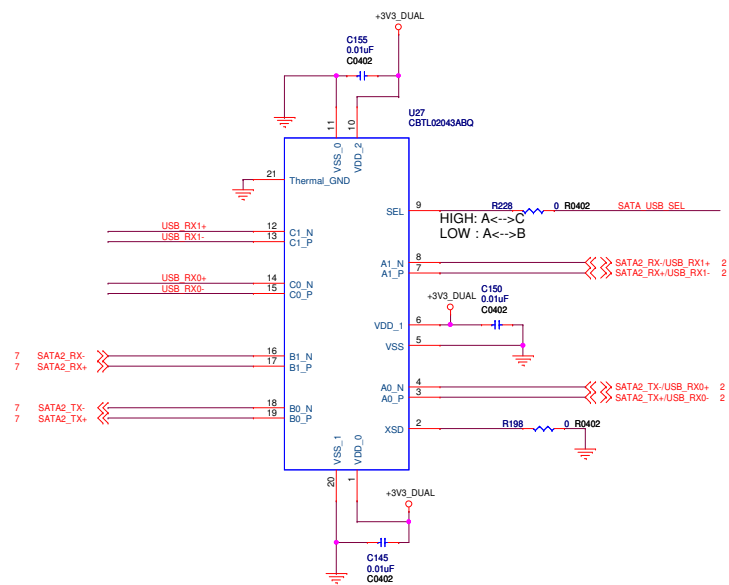 +3V3_DUAL
C155
0.01uF
C0402
U27
CBTL02043ABQ
11
10
VSS_0
VDD_2
21
Thermal_GND
SEL
9
R228
0
R0402
SATA_USB_SEL
HIGH: A<-->C
LOW : A<-->B
USB_RX1+
12
C1_N
USB_RX1-
13
C1_P
A1_N
8
SATA2_RX-/USB_RX1+
2
A1_P
7
SATA2_RX+/USB_RX1-
2
USB_RX0+
14
C0_N
USB_RX0-
15
C0_P
+3V3_DUAL
C150
0.01uF
C0402
VDD_1
6
VSS
5
7
SATA2_RX-
16
B1_N
7
SATA2_RX+
17
B1_P
A0_N
4
SATA2_TX-/USB_RX0+
2
A0_P
3
SATA2_TX+/USB_RX0-
2
7
SATA2_TX-
18
B0_N
7
SATA2_TX+
19
B0_P
XSD
2
R198
0
R0402
VSS_1
VDD_0
20
1
+3V3_DUAL
C145
0.01uF
C0402